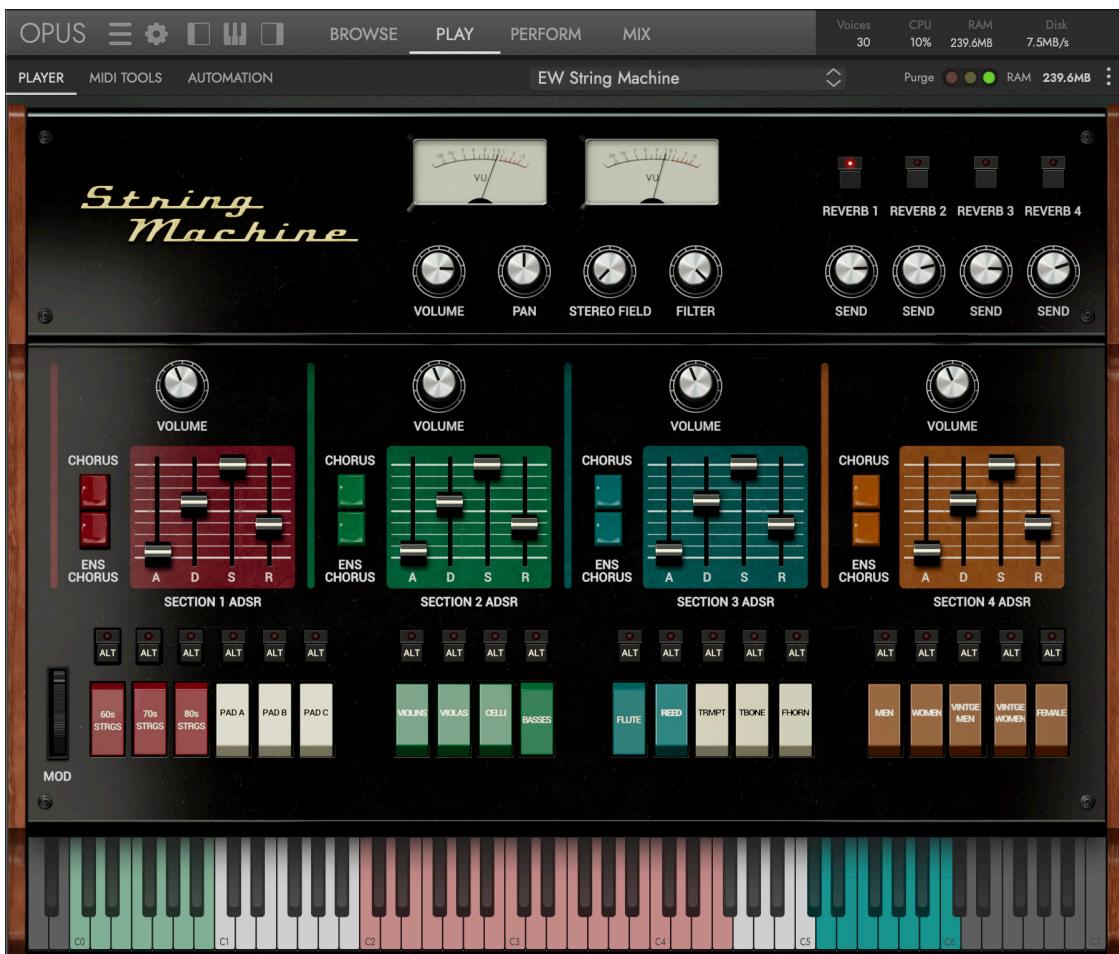 OPUS BROWSE PLAY PERFORM MIX
Voices CPU RAM Disk
30 10% 239.6MB 7.5MB/s
PLAYER MIDI TOOLS AUTOMATION EW String Machine Purge RAM 239.6MB
String
Machine
VU VU
REVERB 1 REVERB 2 REVERB 3 REVERB 4
VOLUME PAN STEREO FIELD FILTER SEND SEND SEND SEND
VOLUME VOLUME VOLUME VOLUME
CHORUS CHORUS CHORUS CHORUS
ENS ENS ENS ENS
CHORUS CHORUS CHORUS CHORUS
A D S R A D S R A D S R A D S R
SECTION 1 ADSR SECTION 2 ADSR SECTION 3 ADSR SECTION 4 ADSR
ALT ALT ALT ALT ALT ALT ALT ALT ALT ALT ALT ALT ALT ALT ALT ALT ALT ALT ALT ALT
60s STRGS 70s STRGS 80s STRGS PAD A PAD B PAD C VIOLINS VIOLAS CELLI BASSES FLUTE REED TRMPT TBONE FHORN MEN WOMEN VINTGE MEN VINTGE WOMEN FEMALE
MOD
C0 C1 C2 C3 C4 C5 C6 C7